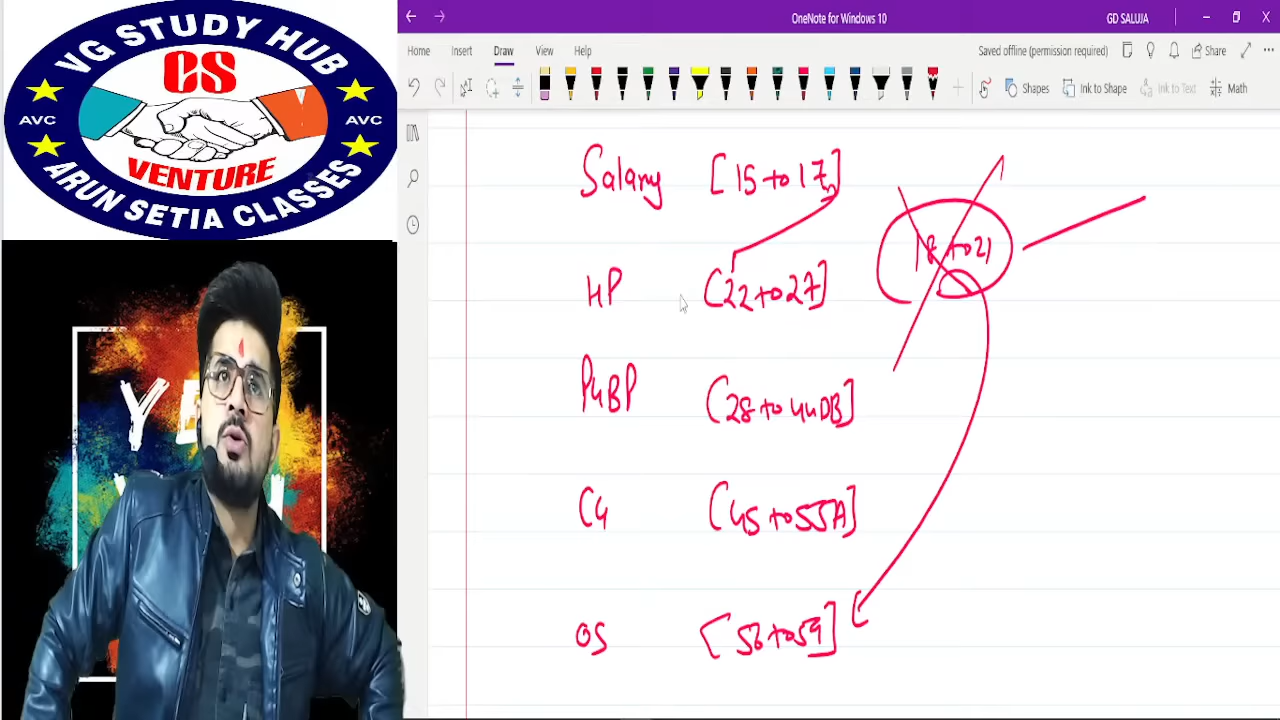 VG STUDY HUB
CS
AVC
AVC
VENTURE
ARUN SETIA CLASSES
OneNote for Windows 10
GD SALUJA
Home Insert Draw View Help
Saved offline (permission required)
Share
Shapes
Ink to Shape
Ink to Text
Math
Salary [15 to 17]
18 to 21
HP [22 to 27]
PGBP [28 to 44DB]
CG [45 to 55A]
OS [56 to 59]